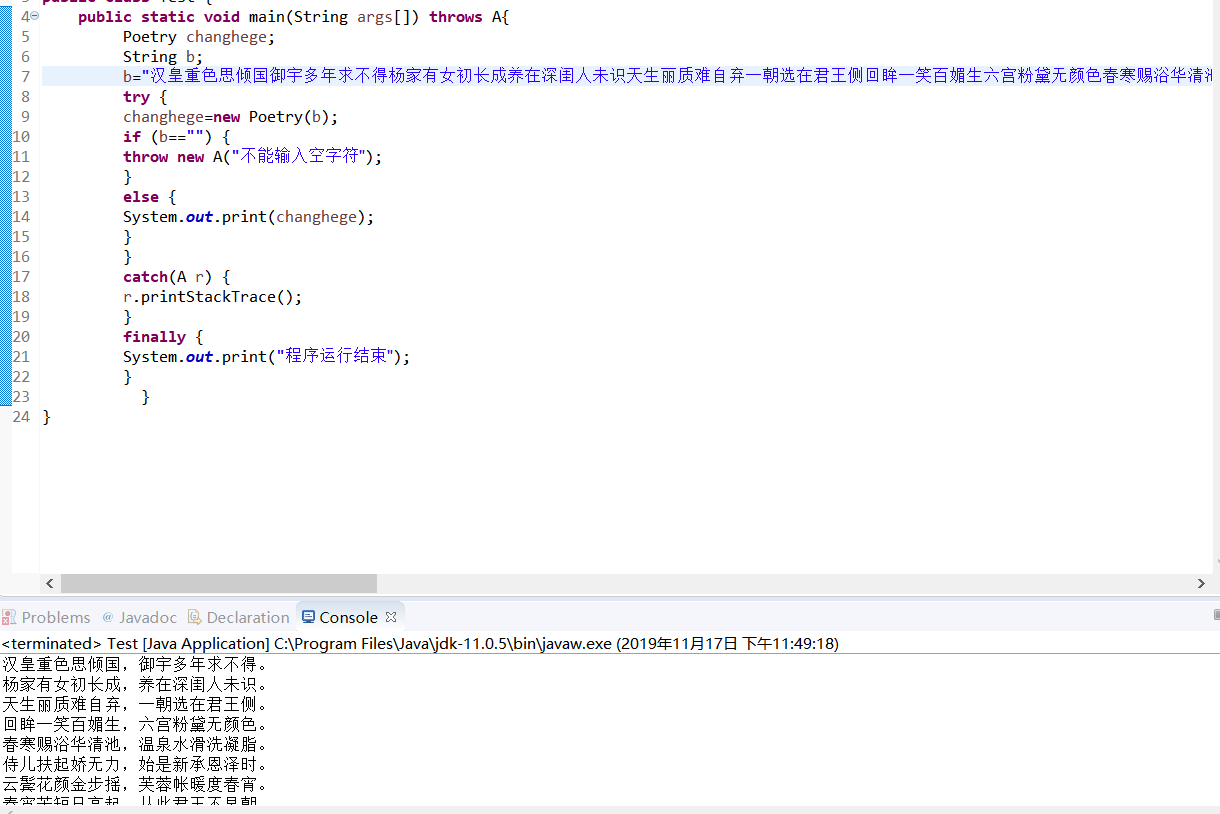 4 public static void main(String args[]) throws A{
5 Poetry changhege;
6 String b;
7 b="汉皇重色思倾国御宇多年求不得杨家有女初长成养在深闺人未识天生丽质难自弃一朝选在君王侧回眸一笑百媚生六宫粉黛无颜色春寒赐浴华清池
8 try {
9 changhege=new Poetry(b);
10 if (b=="") {
11 throw new A("不能输入空字符");
12 }
13 else {
14 System.out.print(changhege);
15 }
16 }
17 catch(A r) {
18 r.printStackTrace();
19 }
20 finally {
21 System.out.print("程序运行结束");
22 }
23 }
24 }
Problems @ Javadoc Declaration Console
<terminated> Test [Java Application] C:\Program Files\Java\jdk-11.0.5\bin\javaw.exe (2019年11月17日 下午11:49:18)
汉皇重色思倾国，御宇多年求不得。
杨家有女初长成，养在深闺人未识。
天生丽质难自弃，一朝选在君王侧。
回眸一笑百媚生，六宫粉黛无颜色。
春寒赐浴华清池，温泉水滑洗凝脂。
侍儿扶起娇无力，始是新承恩泽时。
云鬓花颜金步摇，芙蓉帐暖度春宵。